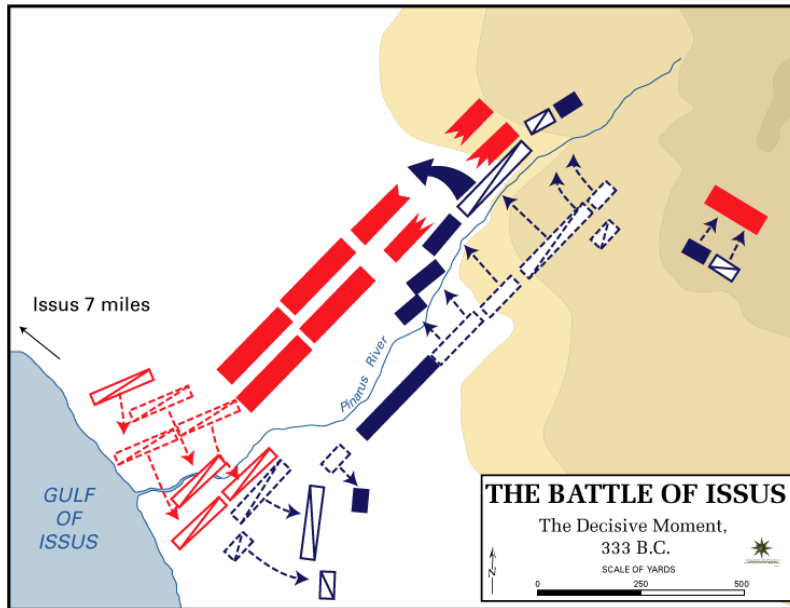 Issus 7 miles
Pinarus River
GULF
OF
ISSUS
THE BATTLE OF ISSUS
The Decisive Moment,
333 B.C.
SCALE OF YARDS
0 250 500
N